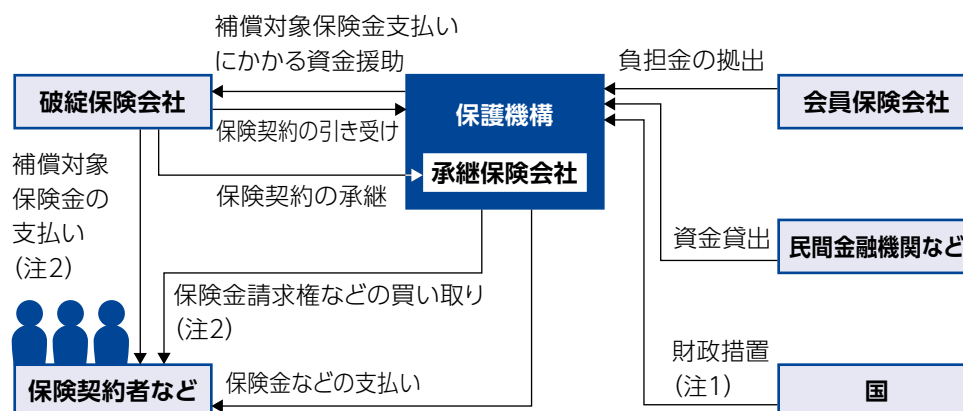 補償対象保険金支払い
にかかる資金援助
負担金の拠出
破綻保険会社
保護機構
会員保険会社
保険契約の引き受け
補償対象
保険金の
支払い
(注2)
承継保険会社
保険契約の承継
資金貸出
民間金融機関など
保険金請求権などの買い取り
(注2)
財政措置
(注1)
保険契約者など
保険金などの支払い
国